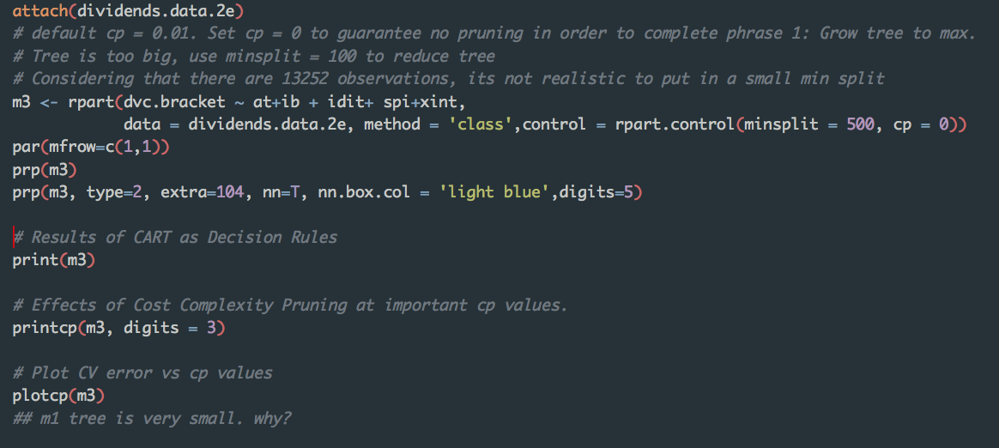 attach(dividends.data.2e)
# default cp = 0.01. Set cp = 0 to guarantee no pruning in order to complete phrase 1: Grow tree to max.
# Tree is too big, use minsplit = 100 to reduce tree
# Considering that there are 13252 observations, its not realistic to put in a small min split
m3 <- rpart(dvc.bracket ~ at+ib + idit+ spi+xint,
data = dividends.data.2e, method = 'class',control = rpart.control(minsplit = 500, cp = 0))
par(mfrow=c(1,1))
prp(m3)
prp(m3, type=2, extra=104, nn=T, nn.box.col = 'light blue',digits=5)
# Results of CART as Decision Rules
print(m3)
# Effects of Cost Complexity Pruning at important cp values.
printcp(m3, digits = 3)
# Plot CV error vs cp values
plotcp(m3)
## m1 tree is very small. why?